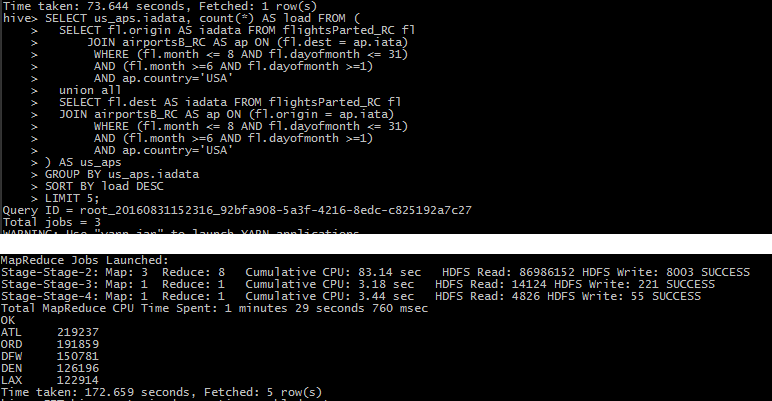 Time taken: 73.644 seconds, Fetched: 1 row(s)
hive> SELECT us_aps.iadata, count(*) AS load FROM (
    >    SELECT fl.origin AS iadata FROM flightsParted_RC fl
    >        JOIN airportsB_RC AS ap ON (fl.dest = ap.iata)
    >         WHERE (fl.month <= 8 AND fl.dayofmonth <= 31)
    >         AND (fl.month >=6 AND fl.dayofmonth >=1)
    >         AND ap.country='USA'
    >    union all
    >    SELECT fl.dest AS iadata FROM flightsParted_RC fl
    >    JOIN airportsB_RC AS ap ON (fl.origin = ap.iata)
    >         WHERE (fl.month <= 8 AND fl.dayofmonth <= 31)
    >         AND (fl.month >=6 AND fl.dayofmonth >=1)
    >         AND ap.country='USA'
    > ) AS us_aps
    > GROUP BY us_aps.iadata
    > SORT BY load DESC
    > LIMIT 5;
Query ID = root_20160831152316_92bfa908-5a3f-4216-8edc-c825192a7c27
Total jobs = 3
WARNING: Use "yarn jar" to launch YARN applications
MapReduce Jobs Launched:
Stage-Stage-2: Map: 3  Reduce: 8   Cumulative CPU: 83.14 sec   HDFS Read: 86986152 HDFS Write: 8003 SUCCESS
Stage-Stage-3: Map: 1  Reduce: 1   Cumulative CPU: 3.18 sec   HDFS Read: 14124 HDFS Write: 221 SUCCESS
Stage-Stage-4: Map: 1  Reduce: 1   Cumulative CPU: 3.44 sec   HDFS Read: 4826 HDFS Write: 55 SUCCESS
Total MapReduce CPU Time Spent: 1 minutes 29 seconds 760 msec
OK
ATL     219237
ORD     191859
DFW     150781
DEN     126196
LAX     122914
Time taken: 172.659 seconds, Fetched: 5 row(s)